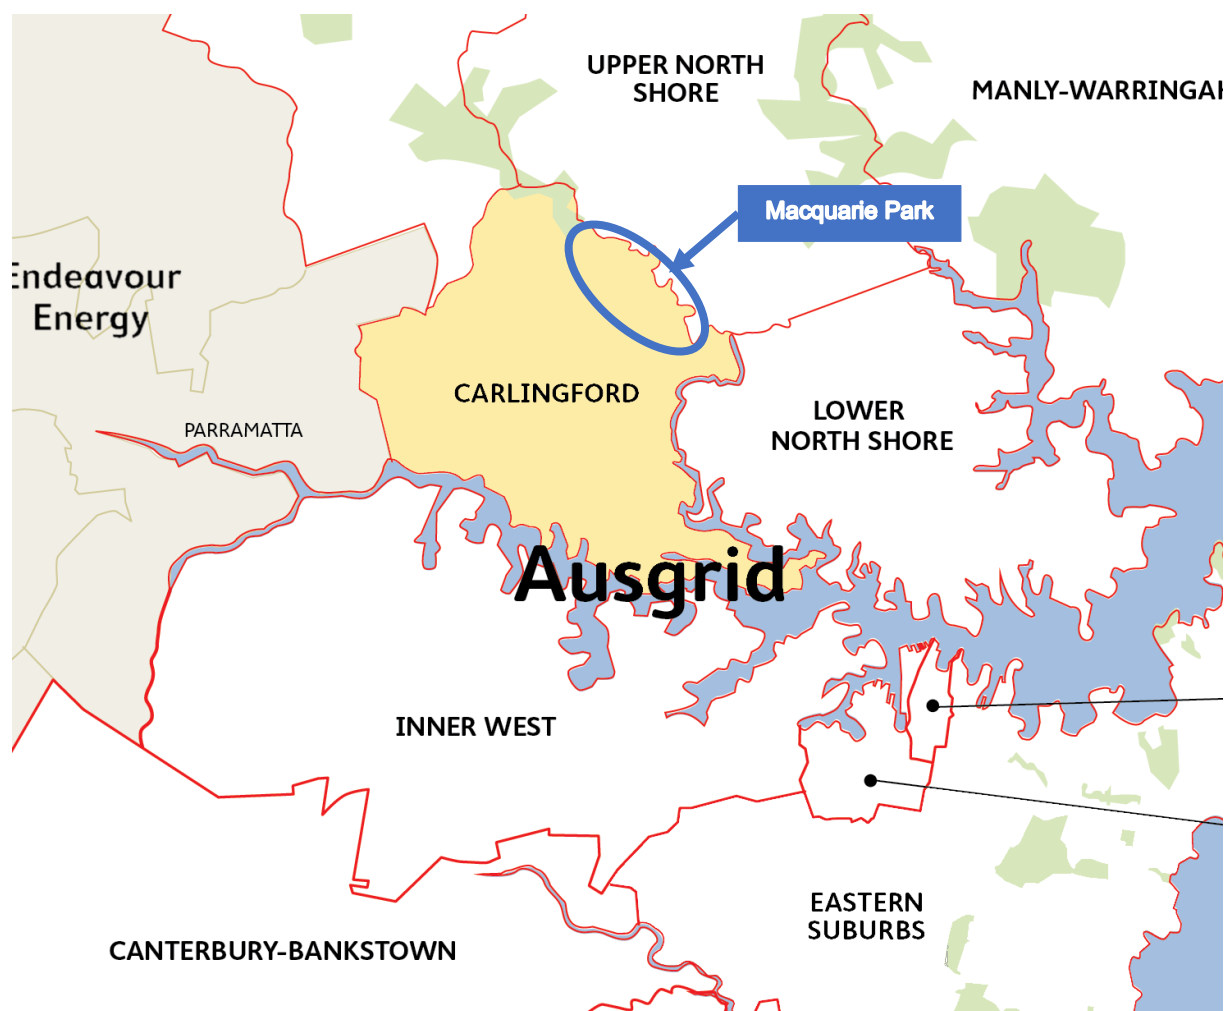 UPPER NORTH
SHORE
MANLY-WARRINGAH
Macquarie Park
Endeavour
Energy
CARLINGFORD
PARRAMATTA
LOWER
NORTH SHORE
Ausgrid
INNER WEST
EASTERN
SUBURBS
CANTERBURY-BANKSTOWN